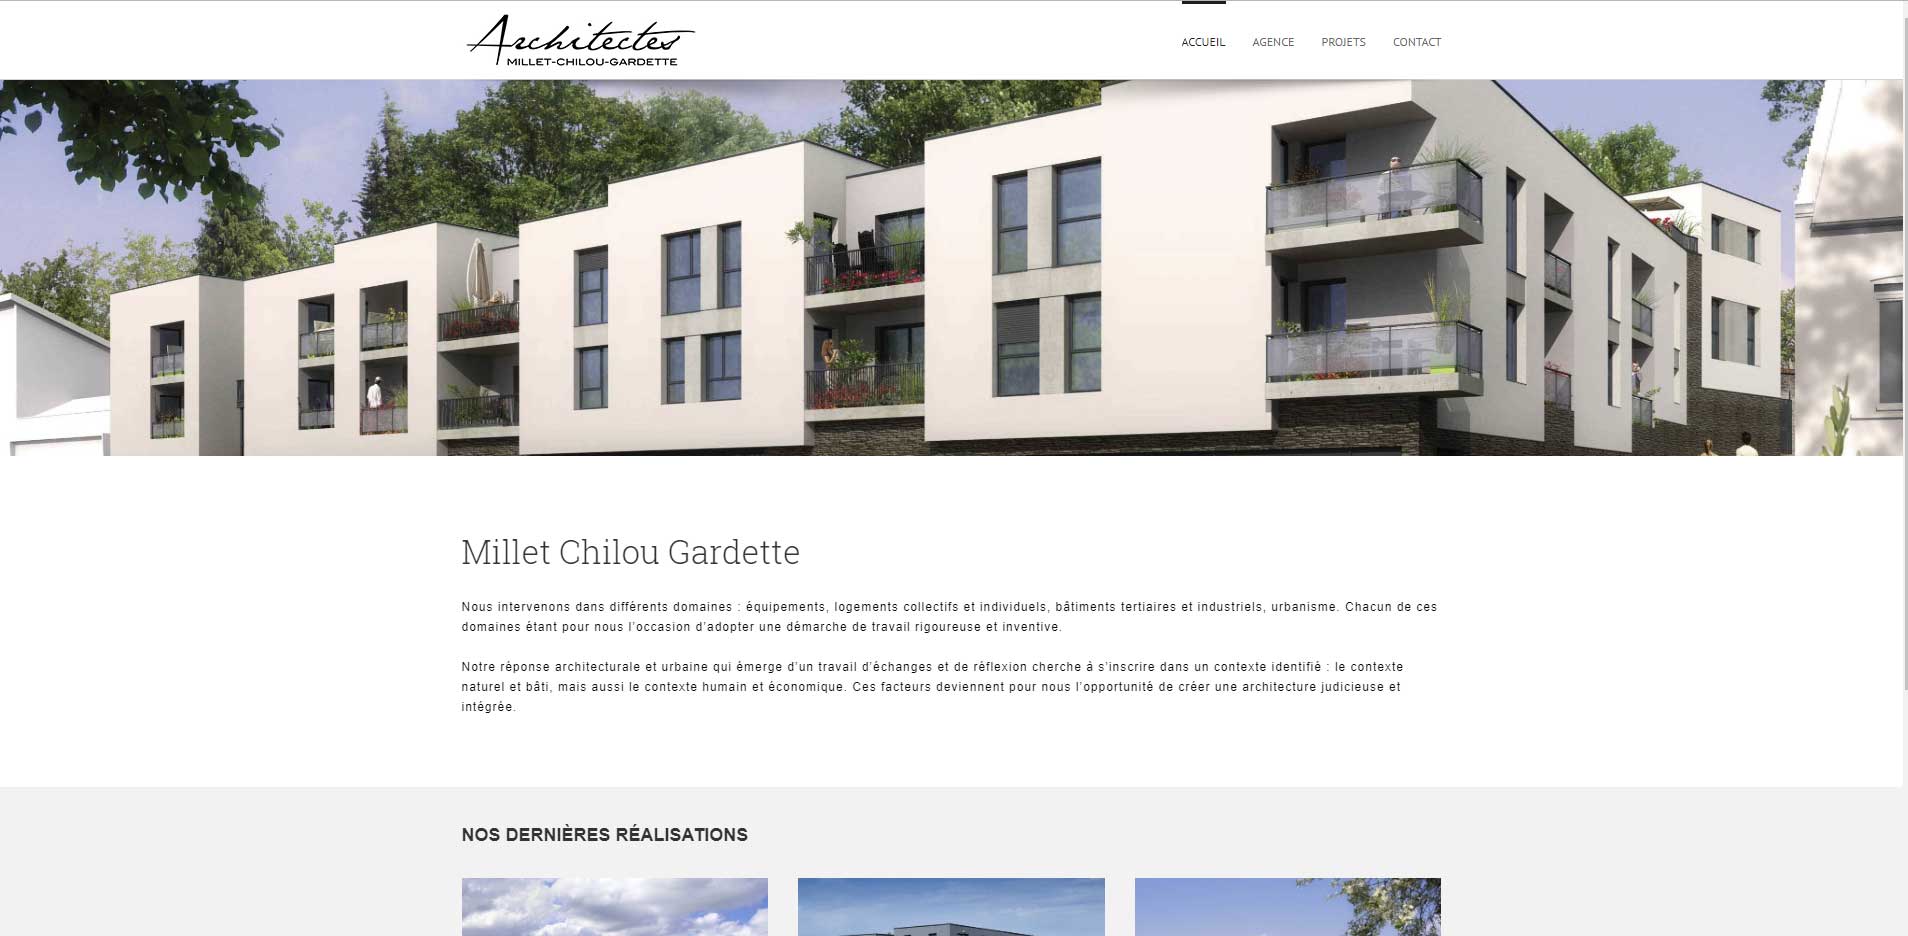 Architectes
MILLET-CHILOU-GARDETTE
ACCUEIL AGENCE PROJETS CONTACT
Millet Chilou Gardette
Nous intervenons dans différents domaines : équipements, logements collectifs et individuels, bâtiments tertiaires et industriels, urbanisme. Chacun de ces
domaines étant pour nous l'occasion d'adopter une démarche de travail rigoureuse et inventive.
Notre réponse architecturale et urbaine qui émerge d'un travail d'échanges et de réflexion cherche à s'inscrire dans un contexte identifié : le contexte
naturel et bâti, mais aussi le contexte humain et économique. Ces facteurs deviennent pour nous l'opportunité de créer une architecture judicieuse et
intégrée.
NOS DERNIÈRES RÉALISATIONS